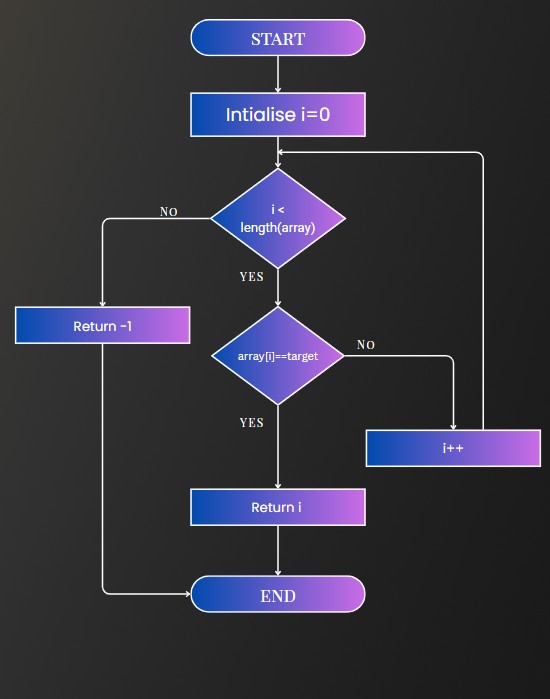 START
Intialise i=0
i <
length(array)
NO
YES
Return -1
array[i]==target
NO
YES
i++
Return i
END